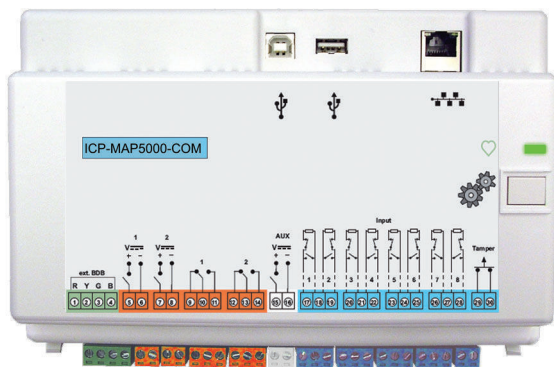 ICP-MAP5000-COM
Input
1 2 AUX
V V V
+ - + - + -
1 2 1 2 3 4 5 6 7 8 Tamper
ext. BDB
R Y G B
1 2 3 4 5 6 7 8 9 10 11 12 13 14 15 16 17 18 19 20 21 22 23 24 25 26 27 28 29 30